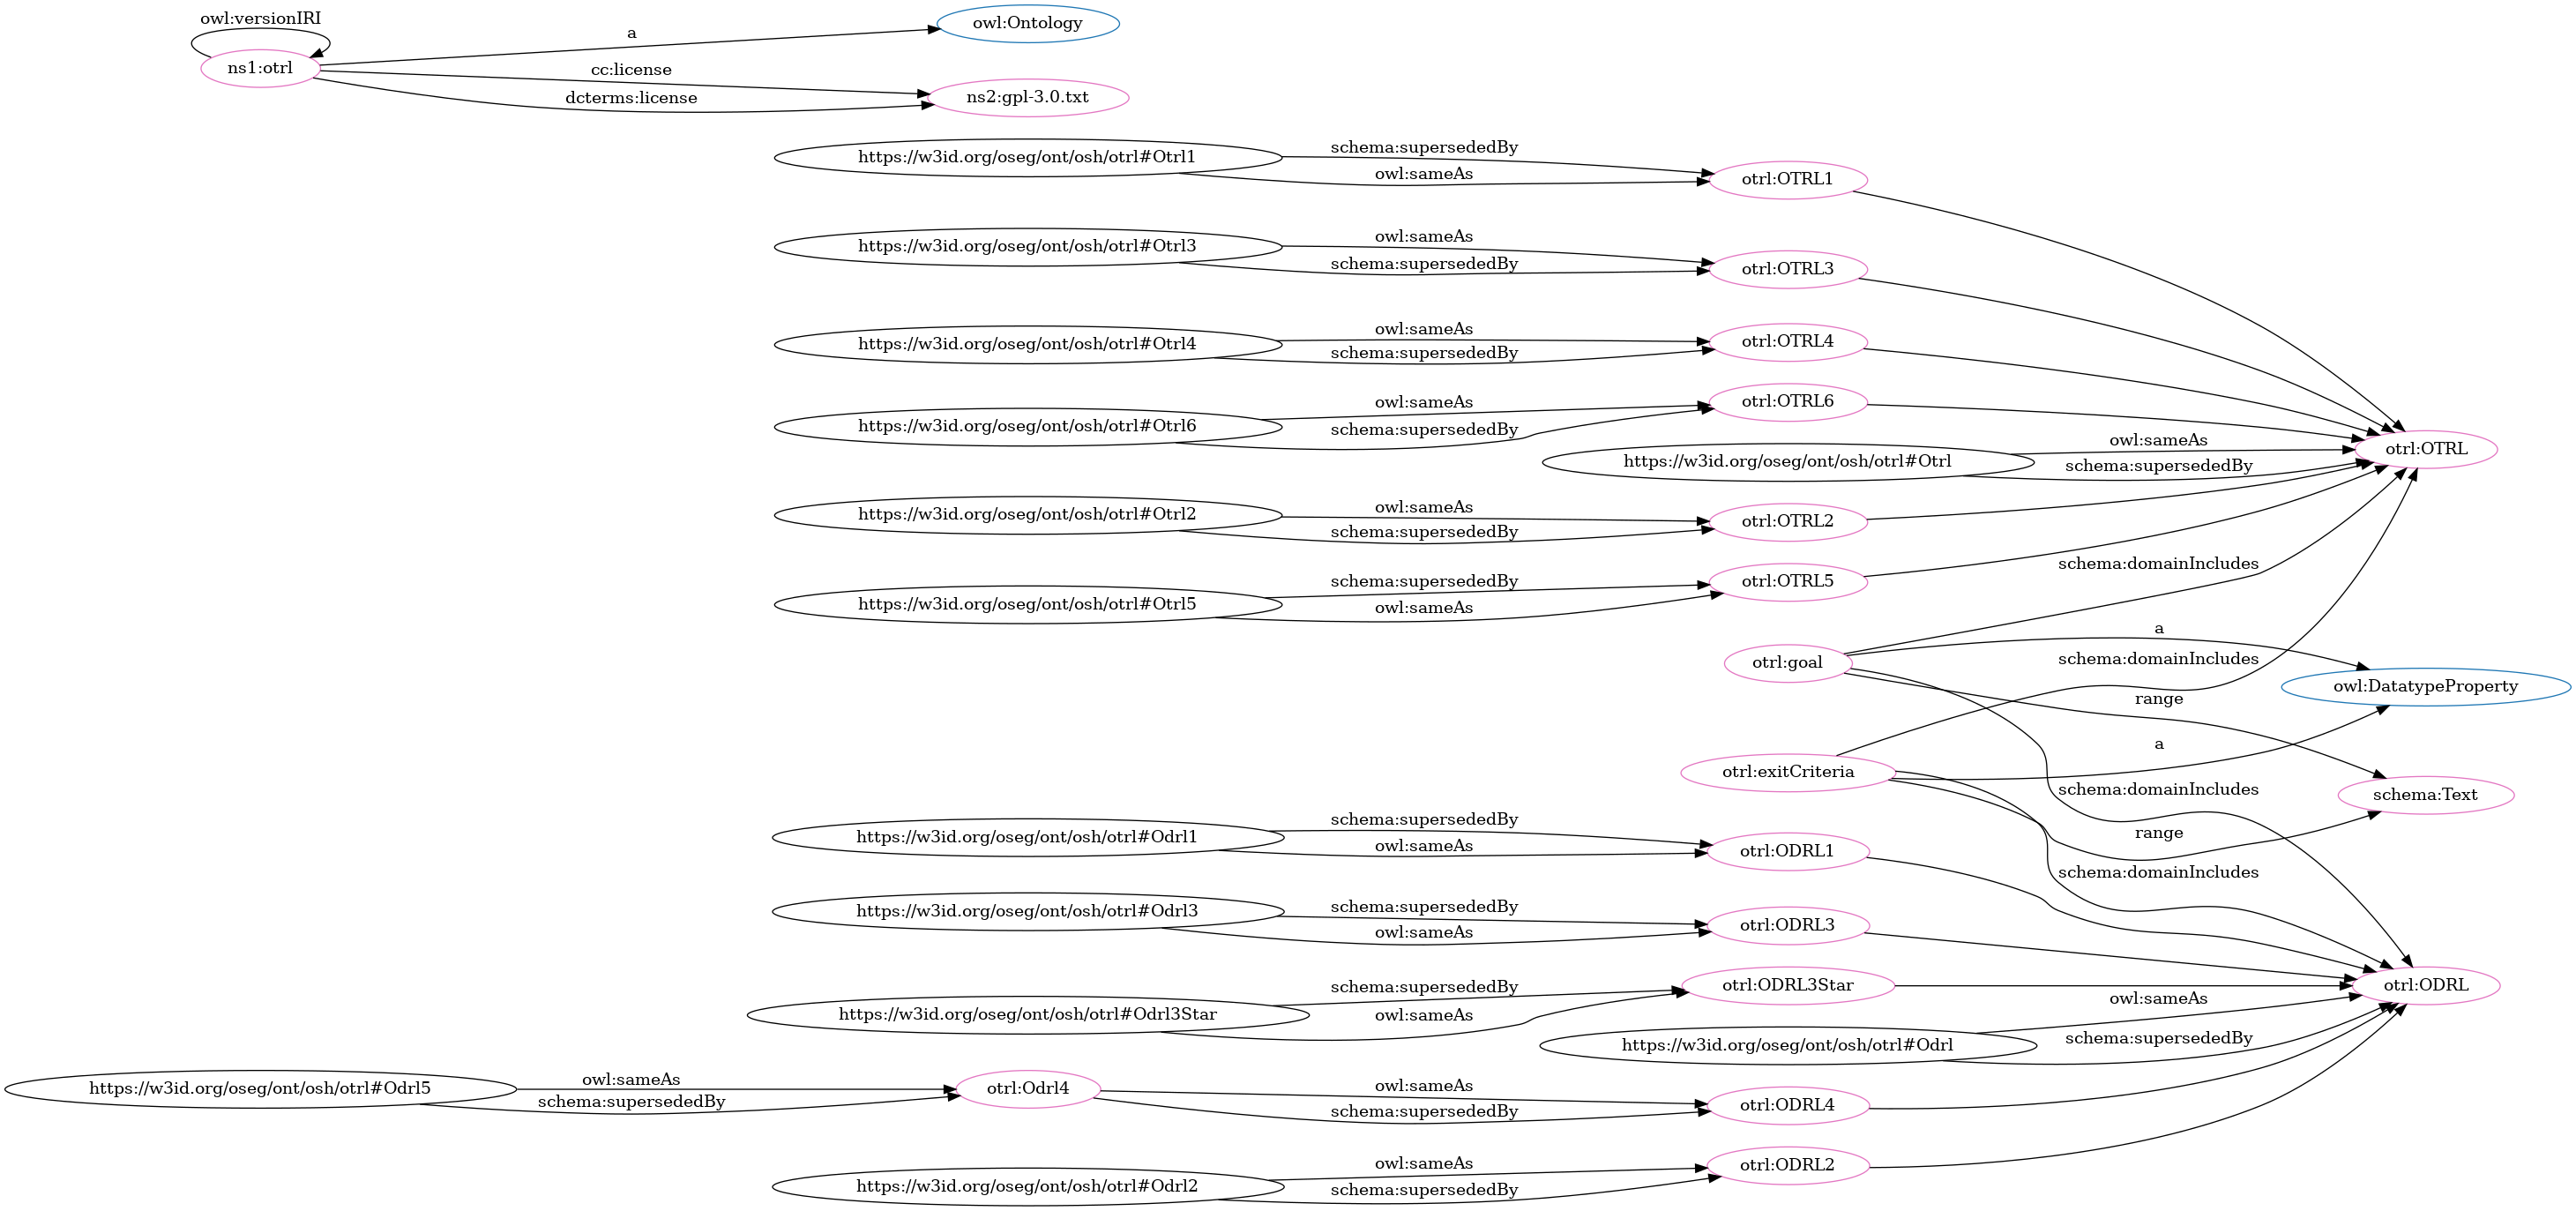 owl:versionIRI
ns1:otrl
a
owl:Ontology
cc:license
dcterms:license
ns2:gpl-3.0.txt
https://w3id.org/oseg/ont/osh/otrl#Otrl1
schema:supersededBy
owl:sameAs
otrl:OTRL1
https://w3id.org/oseg/ont/osh/otrl#Otrl3
owl:sameAs
schema:supersededBy
otrl:OTRL3
https://w3id.org/oseg/ont/osh/otrl#Otrl4
owl:sameAs
schema:supersededBy
otrl:OTRL4
https://w3id.org/oseg/ont/osh/otrl#Otrl6
owl:sameAs
schema:supersededBy
otrl:OTRL6
https://w3id.org/oseg/ont/osh/otrl#Otrl
owl:sameAs
schema:supersededBy
otrl:OTRL
https://w3id.org/oseg/ont/osh/otrl#Otrl2
owl:sameAs
schema:supersededBy
otrl:OTRL2
https://w3id.org/oseg/ont/osh/otrl#Otrl5
schema:supersededBy
owl:sameAs
otrl:OTRL5
schema:domainIncludes
otrl:goal
a
schema:domainIncludes
owl:DatatypeProperty
range
a
otrl:exitCriteria
schema:domainIncludes
schema:Text
range
schema:domainIncludes
https://w3id.org/oseg/ont/osh/otrl#Odrl1
schema:supersededBy
owl:sameAs
otrl:ODRL1
https://w3id.org/oseg/ont/osh/otrl#Odrl3
schema:supersededBy
owl:sameAs
otrl:ODRL3
https://w3id.org/oseg/ont/osh/otrl#Odrl3Star
schema:supersededBy
owl:sameAs
otrl:ODRL3Star
otrl:ODRL
https://w3id.org/oseg/ont/osh/otrl#Odrl
owl:sameAs
schema:supersededBy
https://w3id.org/oseg/ont/osh/otrl#Odrl5
owl:sameAs
schema:supersededBy
otrl:Odrl4
owl:sameAs
schema:supersededBy
otrl:ODRL4
https://w3id.org/oseg/ont/osh/otrl#Odrl2
owl:sameAs
schema:supersededBy
otrl:ODRL2